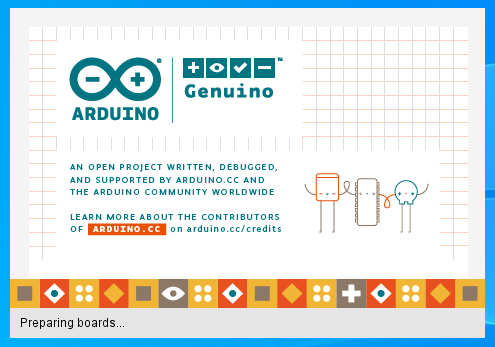 ARDUINO
Genuino
AN OPEN PROJECT WRITTEN, DEBUGGED,
AND SUPPORTED BY ARDUINO.CC AND
THE ARDUINO COMMUNITY WORLDWIDE
LEARN MORE ABOUT THE CONTRIBUTORS
OF ARDUINO.CC on arduino.cc/credits
Preparing boards...